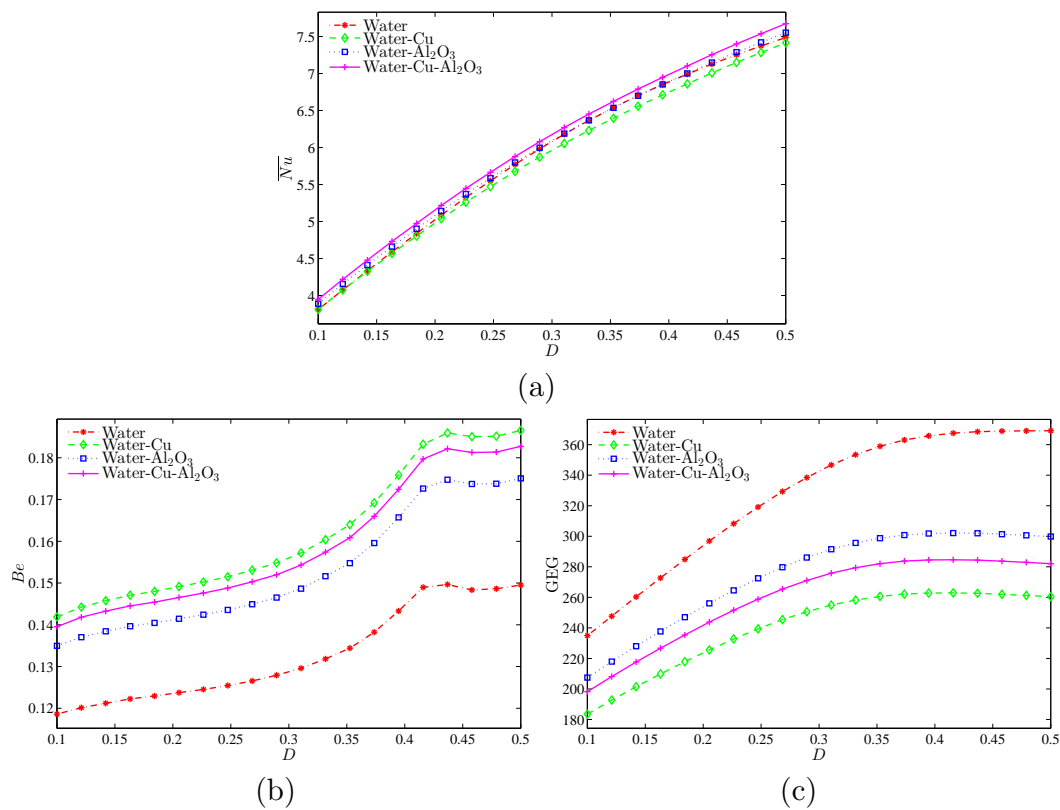 Water
Water-Cu
Water-Al₂O₃
Water-Cu-Al₂O₃
7.5
7
6.5
6
5.5
5
4.5
4
N̅u̅
0.1 0.15 0.2 0.25 0.3 0.35 0.4 0.45 0.5
D
(a)
Water
Water-Cu
Water-Al₂O₃
Water-Cu-Al₂O₃
0.18
0.17
0.16
0.15
0.14
0.13
0.12
Be
0.1 0.15 0.2 0.25 0.3 0.35 0.4 0.45 0.5
D
(b)
Water
Water-Cu
Water-Al₂O₃
Water-Cu-Al₂O₃
360
340
320
300
280
260
240
220
200
180
GEG
0.1 0.15 0.2 0.25 0.3 0.35 0.4 0.45 0.5
D
(c)